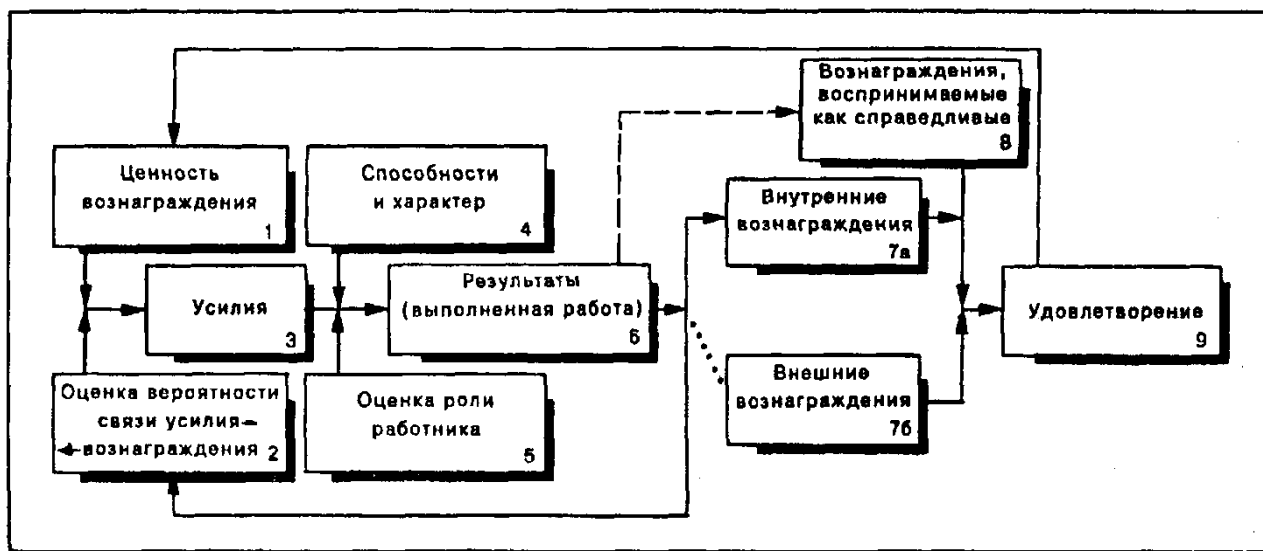 Ценность
вознаграждения
1
Способности
и характер
4
Вознаграждения,
воспринимаемые
как справедливые
8
Внутренние
вознаграждения
7а
Усилия
3
Результаты
(выполненная работа)
6
Удовлетворение
9
Оценка вероятности
связи усилия–
вознаграждения 2
Оценка роли
работника
5
Внешние
вознаграждения
7б